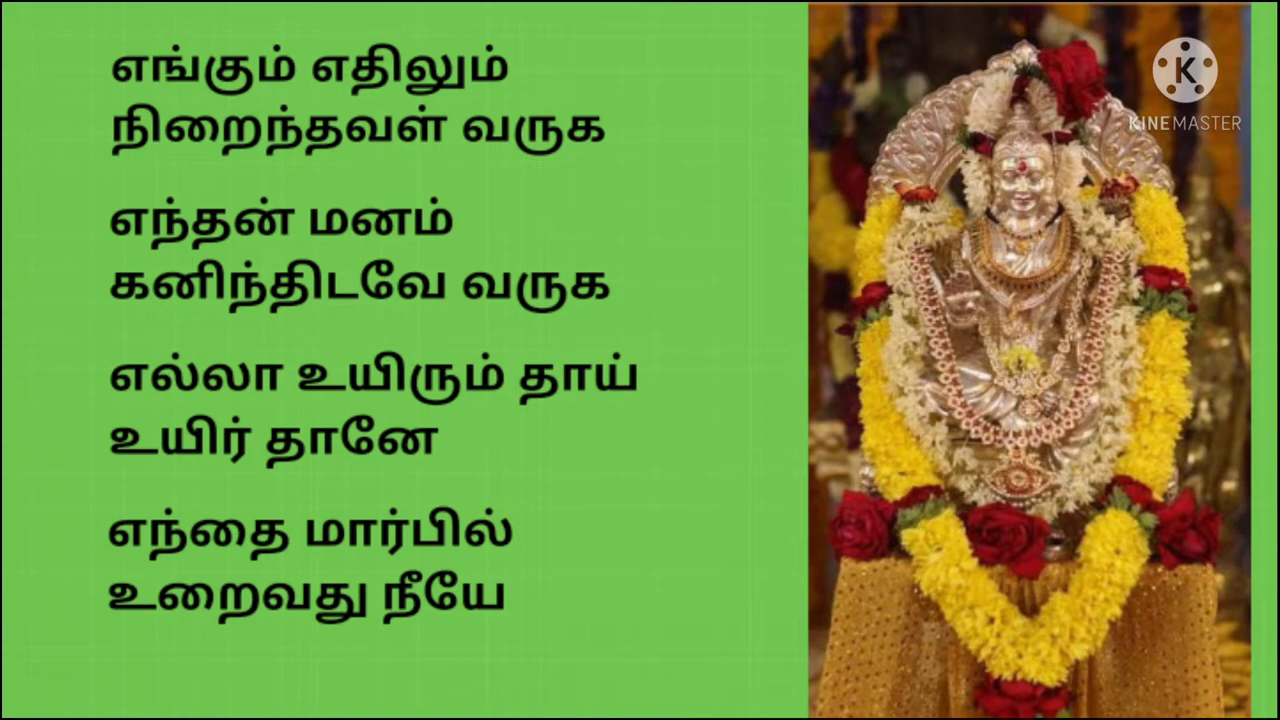 எங்கும் எதிலும்
நிறைந்தவள் வருக
எந்தன் மனம்
கனிந்திடவே வருக
எல்லா உயிரும் தாய்
உயிர் தானே
எந்தை மார்பில்
உறைவது நீயே
K
KINEMASTER